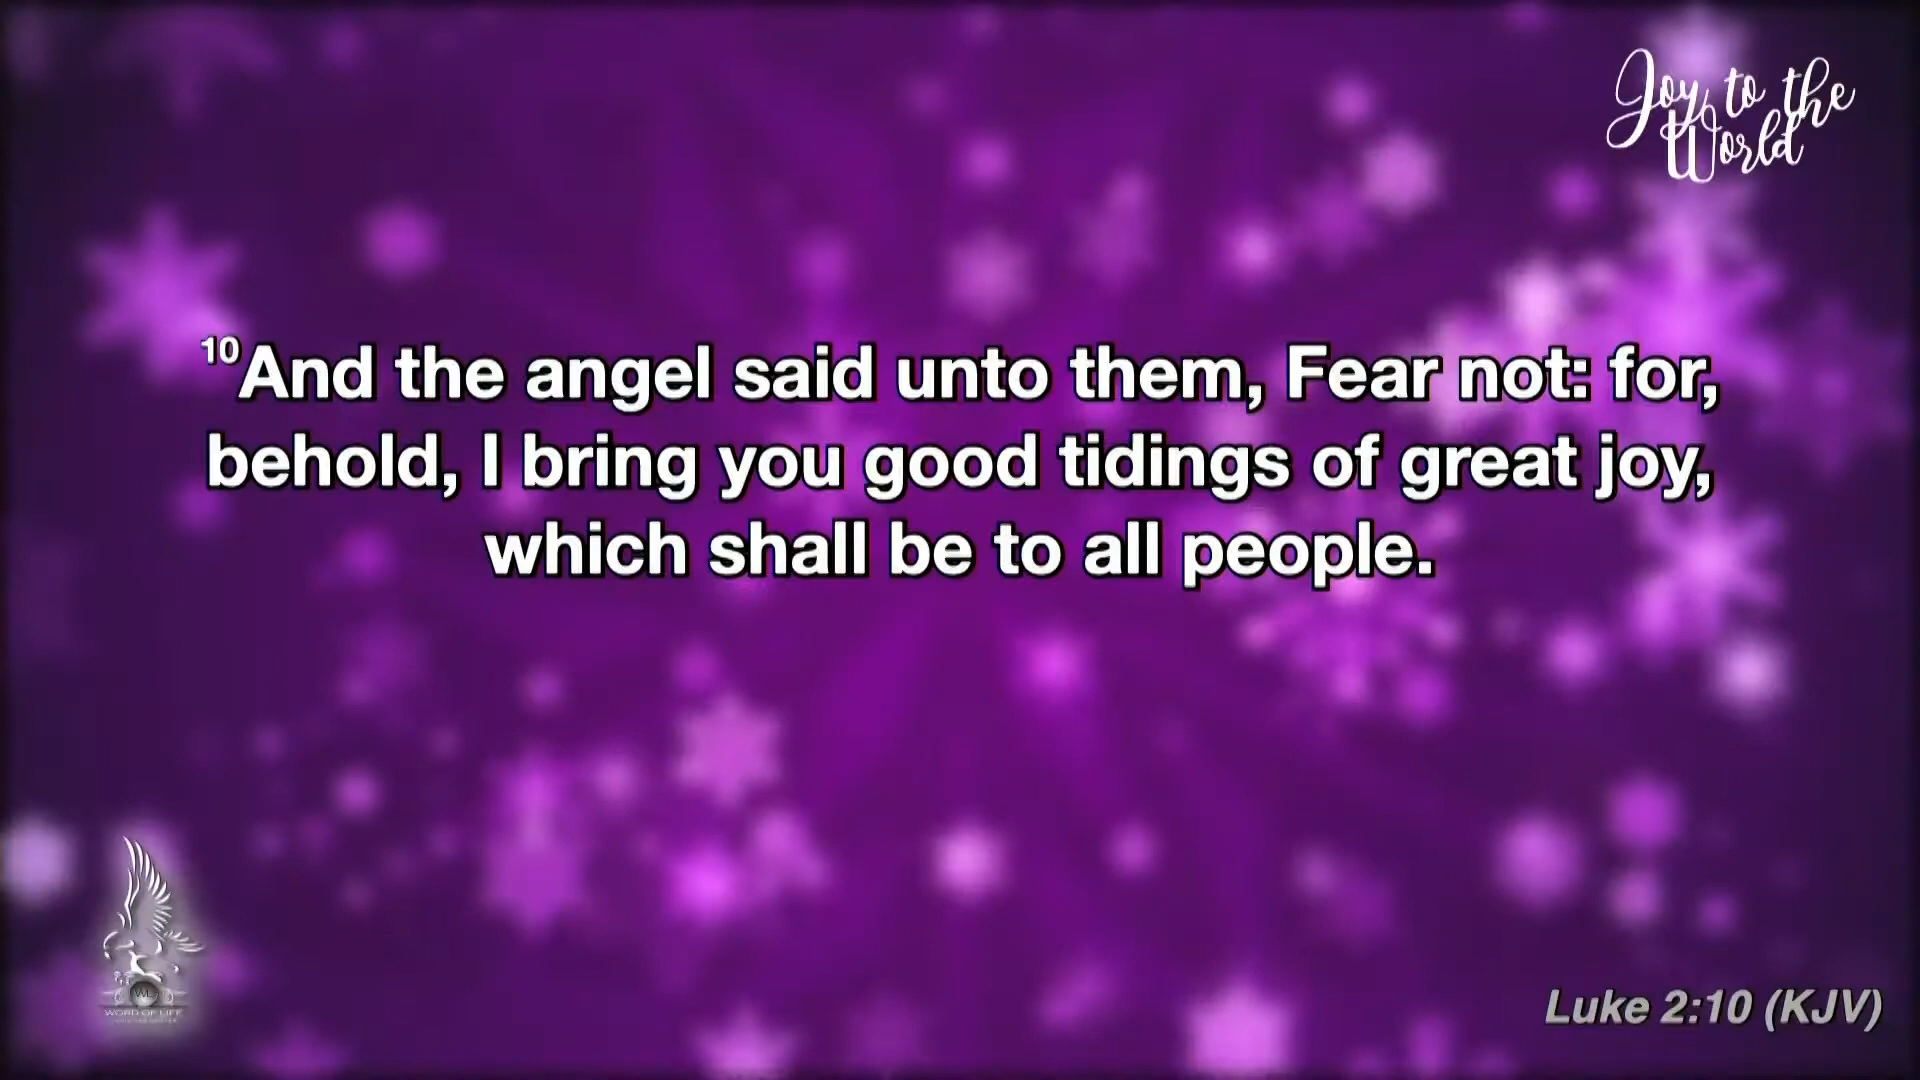 Joy to the
World
¹⁰And the angel said unto them, Fear not: for,
behold, I bring you good tidings of great joy,
which shall be to all people.
WL
WORD OF LIFE
Luke 2:10 (KJV)